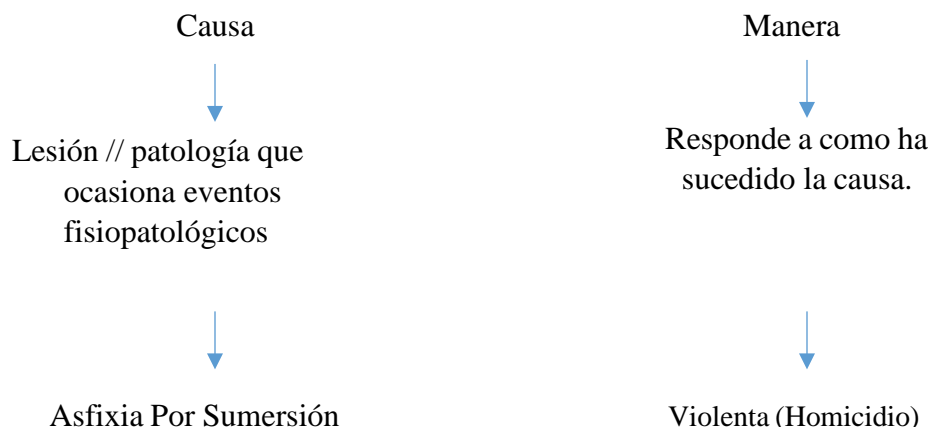 Causa
Lesión // patología que
ocasiona eventos
fisiopatológicos
Asfixia Por Sumersión
Manera
Responde a como ha
sucedido la causa.
Violenta (Homicidio)